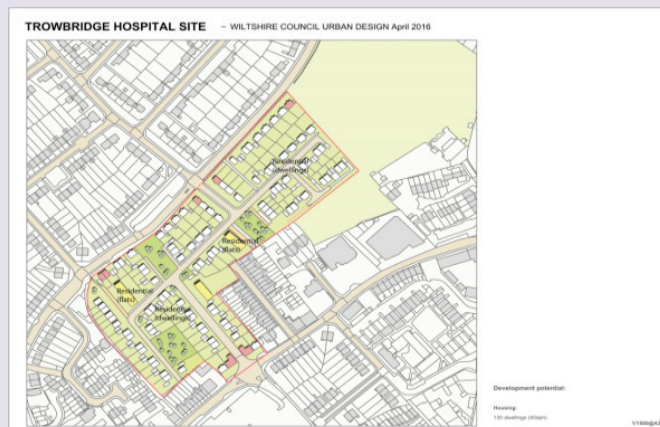 TROWBRIDGE HOSPITAL SITE – WILTSHIRE COUNCIL URBAN DESIGN April 2016
Residential
(dwellings)
Residential
(flats)
Residential
(flats)
Residential
(dwellings)
Development potential:
Housing:
dwellings